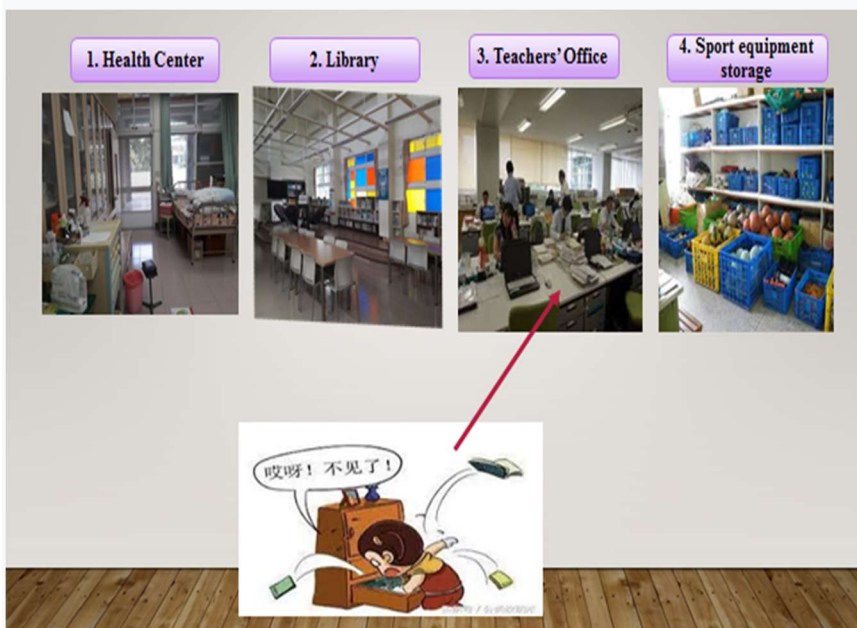 1. Health Center
2. Library
3. Teachers' Office
4. Sport equipment
storage
哎呀！不见了！